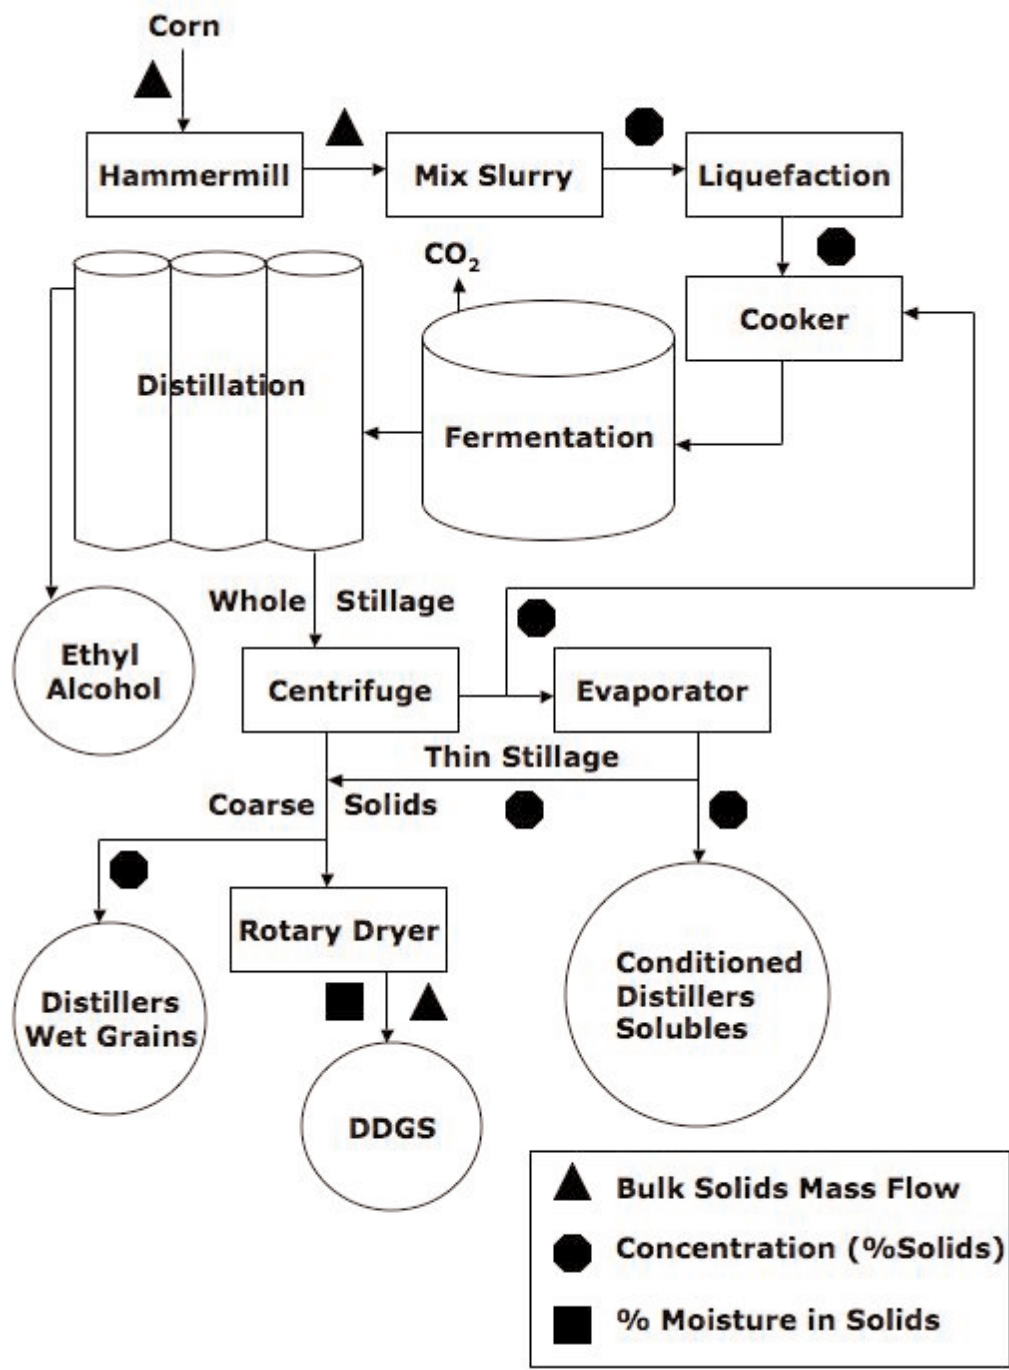 Corn
Hammermill
Mix Slurry
Liquefaction
CO₂
Cooker
Distillation
Fermentation
Whole Stillage
Ethyl
Alcohol
Centrifuge
Evaporator
Thin Stillage
Coarse Solids
Rotary Dryer
Distillers
Wet Grains
Conditioned
Distillers
Solubles
DDGS
Bulk Solids Mass Flow
Concentration (%Solids)
% Moisture in Solids